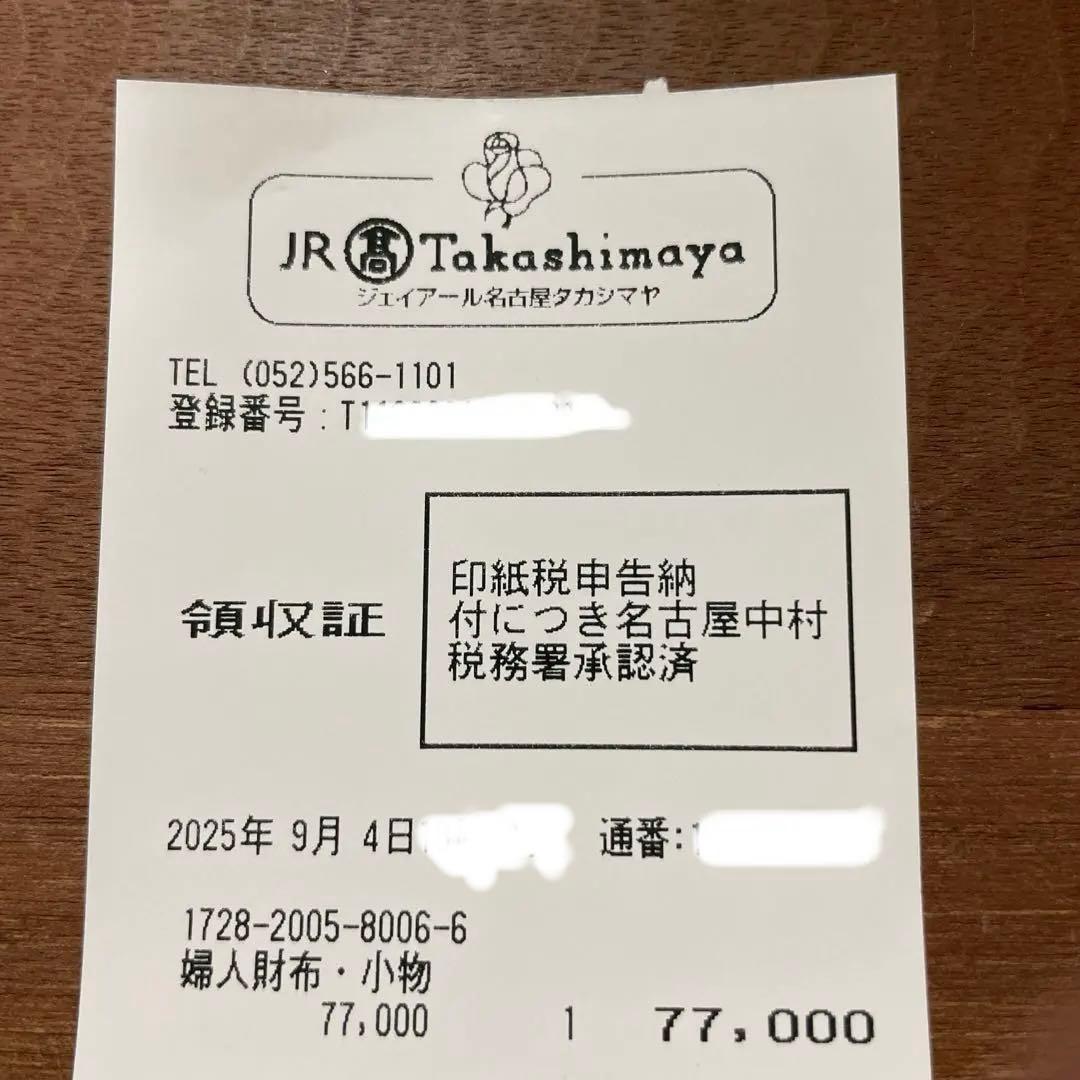 JR 髙 Takashimaya
ジェイアール名古屋タカシマヤ
TEL (052)566-1101
登録番号:T1
領収証
印紙税申告納
付につき名古屋中村
税務署承認済
2025年 9月 4日 通番:
1728-2005-8006-6
婦人財布・小物
77,000 1 77,000